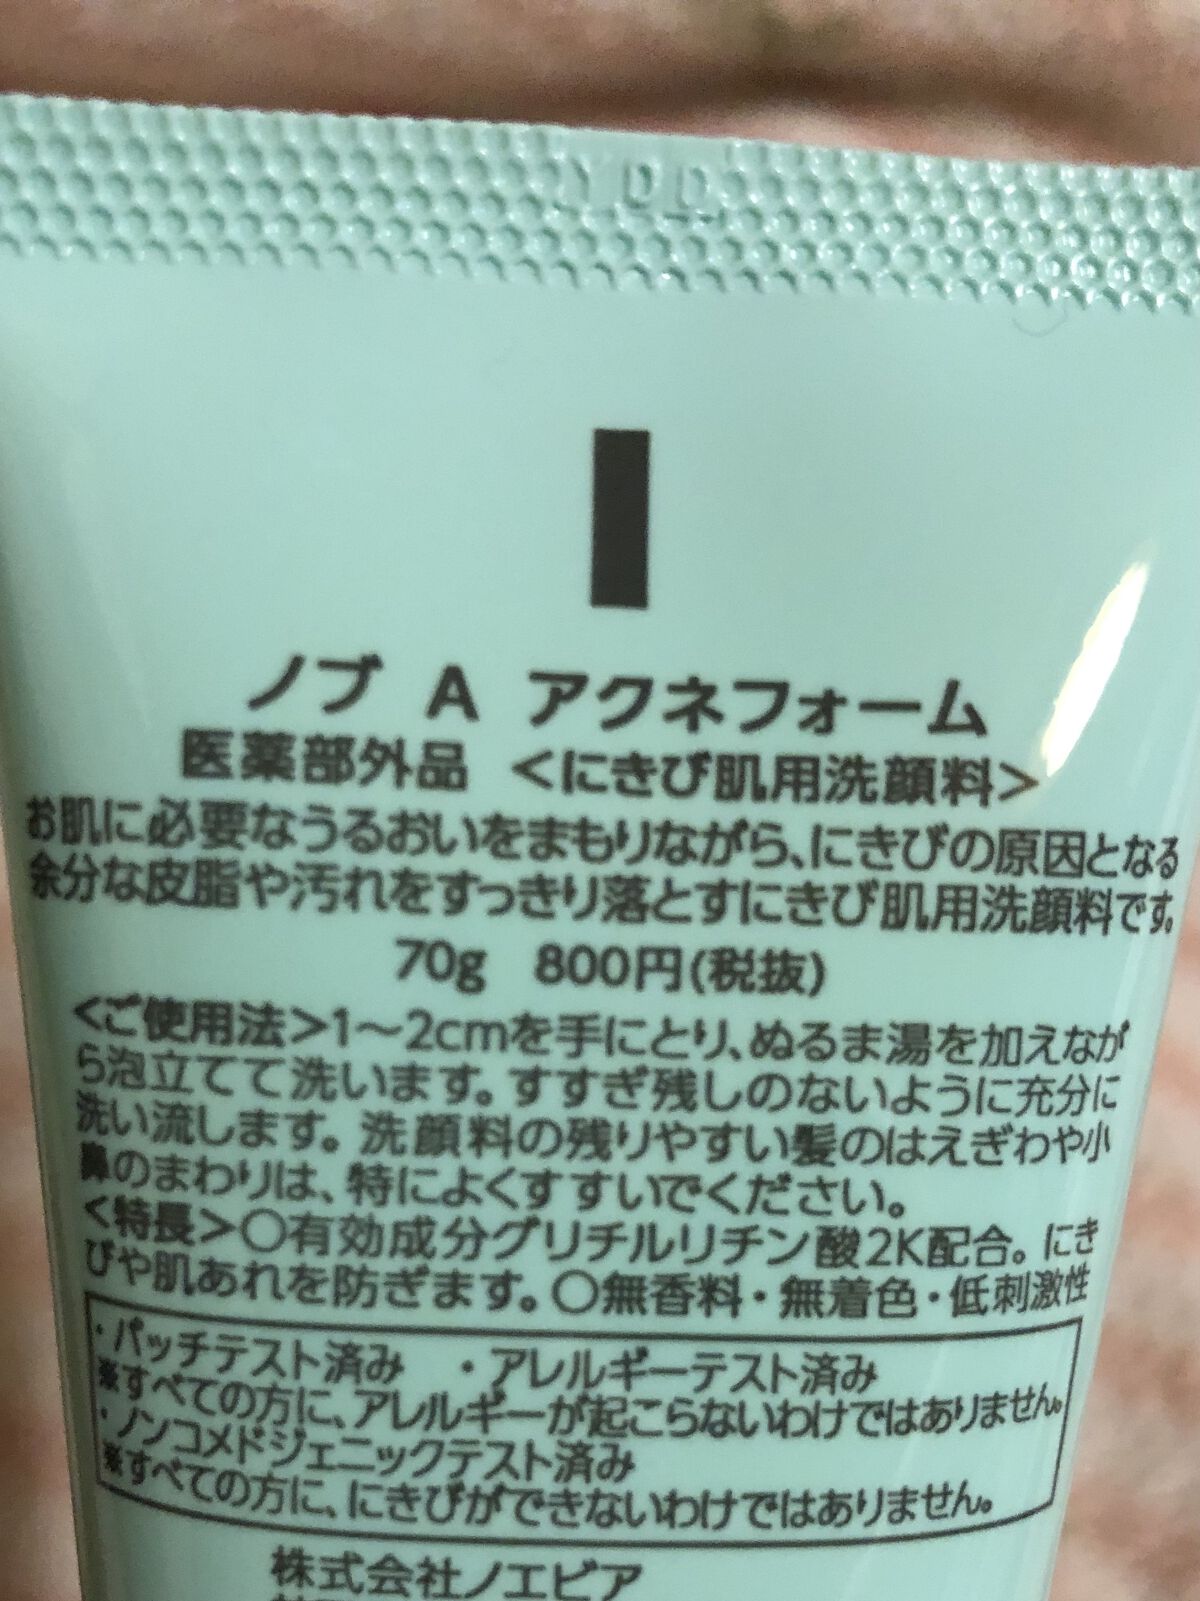 ノブ A アクネフォーム
医薬部外品 <にきび肌用洗顔料>
お肌に必要なうるおいをまもりながら、にきびの原因となる
余分な皮脂や汚れをすっきり落とすにきび肌用洗顔料です。
70g 800円(税抜)
<ご使用法>1～2cmを手にとり、ぬるま湯を加えなが
ら泡立てて洗います。すすぎ残しのないように充分に
洗い流します。洗顔料の残りやすい髪のはえぎわや小
鼻のまわりは、特によくすすいでください。
<特長>○有効成分グリチルリチン酸2K配合。にき
びや肌あれを防ぎます。○無香料・無着色・低刺激性
・パッチテスト済み ・アレルギーテスト済み
※すべての方に、アレルギーが起こらないわけではありません。
・ノンコメドジェニックテスト済み
※すべての方に、にきびができないわけではありません。
株式会社ノエビア